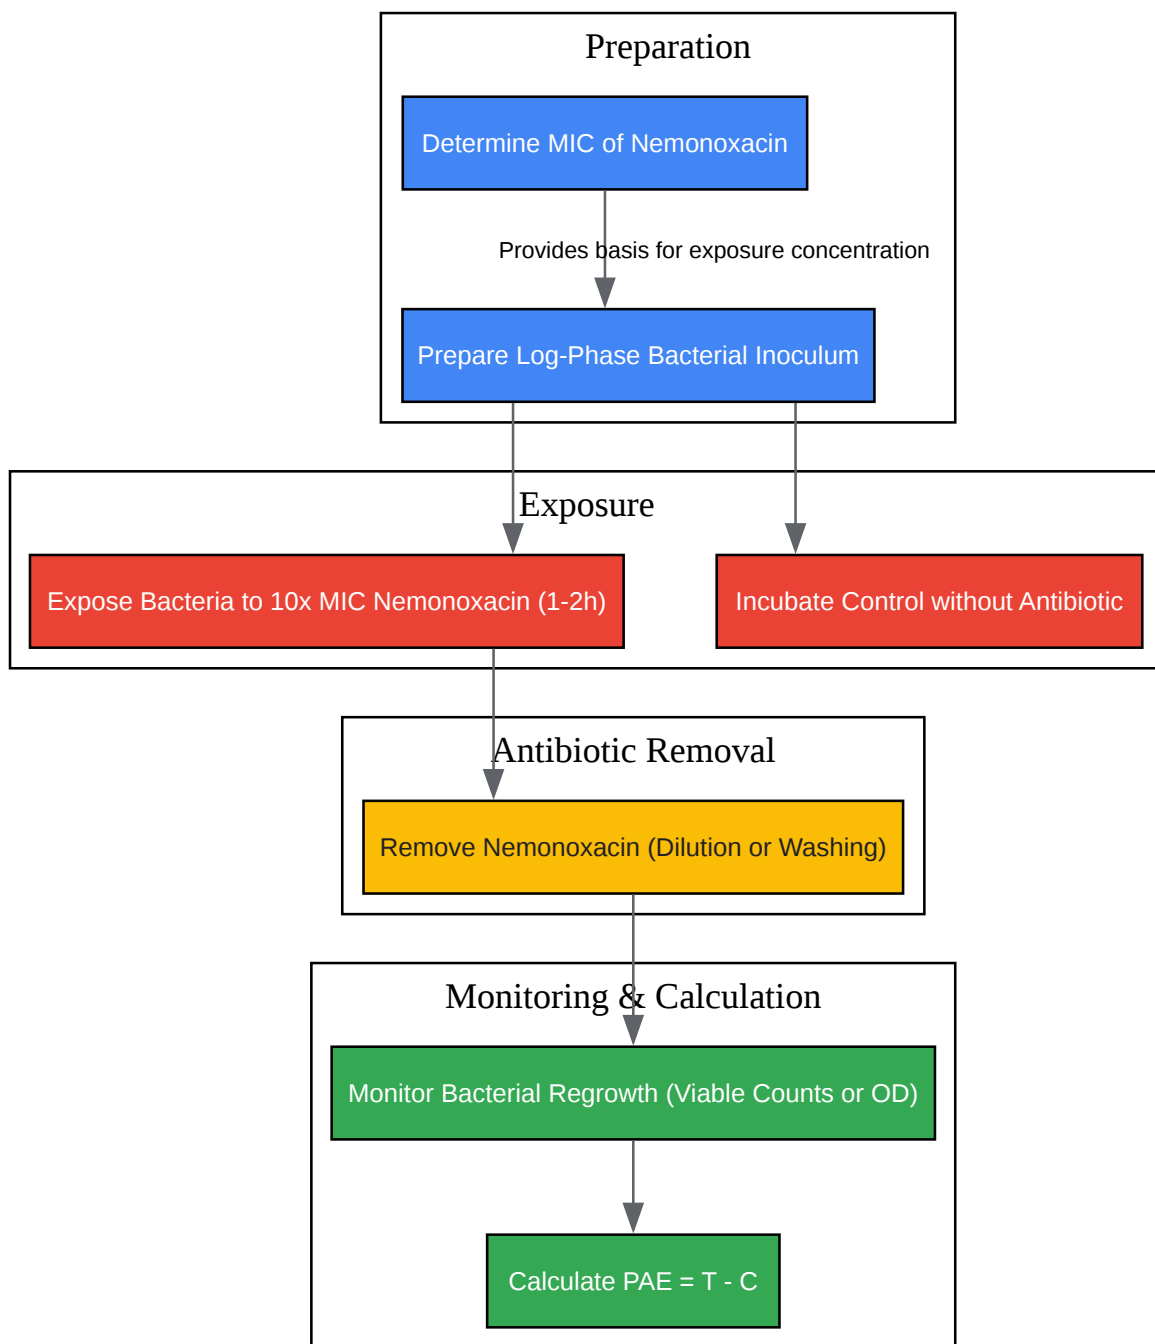 Preparation
Determine MIC of Nemonoxacin
Provides basis for exposure concentration
Prepare Log-Phase Bacterial Inoculum
Exposure
Expose Bacteria to 10x MIC Nemonoxacin (1-2h)
Incubate Control without Antibiotic
Antibiotic Removal
Remove Nemonoxacin (Dilution or Washing)
Monitoring & Calculation
Monitor Bacterial Regrowth (Viable Counts or OD)
Calculate PAE = T - C